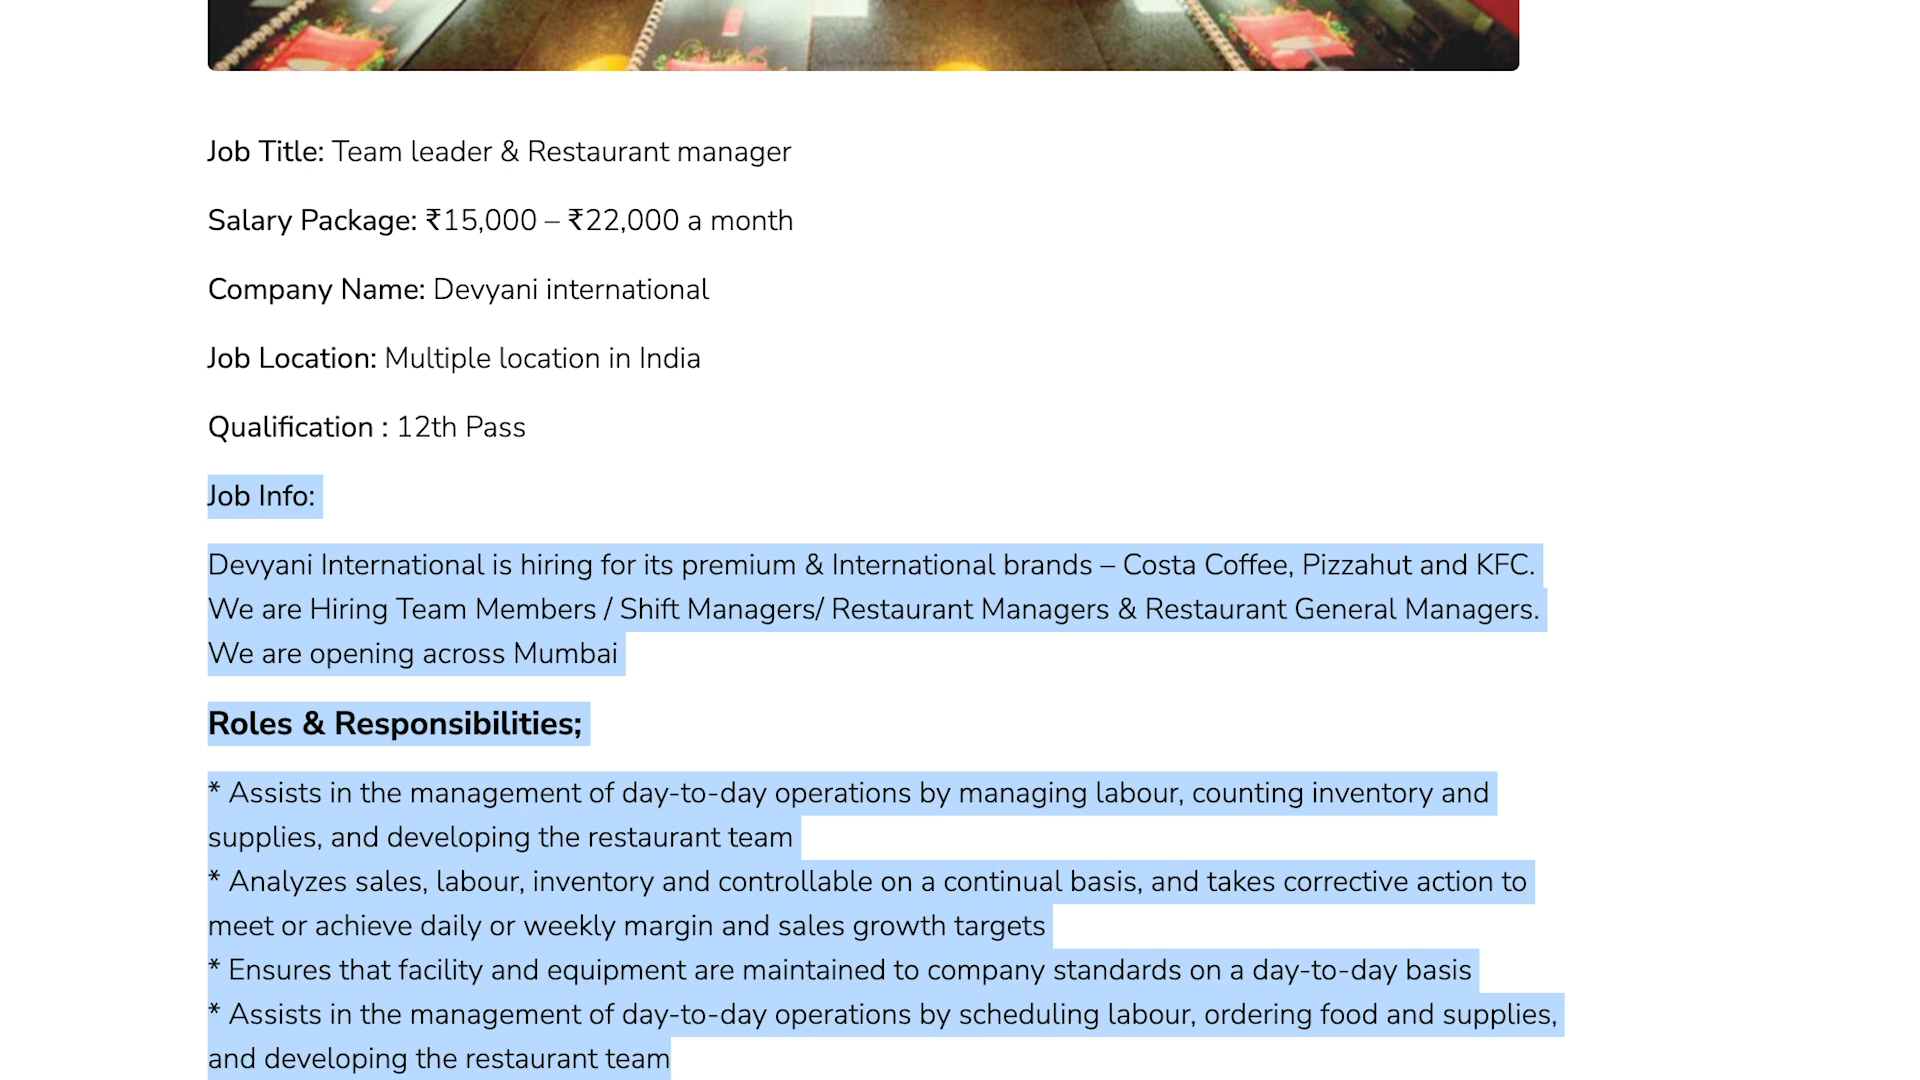 Job Title: Team leader & Restaurant manager
Salary Package: ₹15,000 – ₹22,000 a month
Company Name: Devyani international
Job Location: Multiple location in India
Qualification : 12th Pass
Job Info:
Devyani International is hiring for its premium & International brands – Costa Coffee, Pizzahut and KFC.
We are Hiring Team Members / Shift Managers/ Restaurant Managers & Restaurant General Managers.
We are opening across Mumbai
Roles & Responsibilities;
* Assists in the management of day-to-day operations by managing labour, counting inventory and
supplies, and developing the restaurant team
* Analyzes sales, labour, inventory and controllable on a continual basis, and takes corrective action to
meet or achieve daily or weekly margin and sales growth targets
* Ensures that facility and equipment are maintained to company standards on a day-to-day basis
* Assists in the management of day-to-day operations by scheduling labour, ordering food and supplies,
and developing the restaurant team